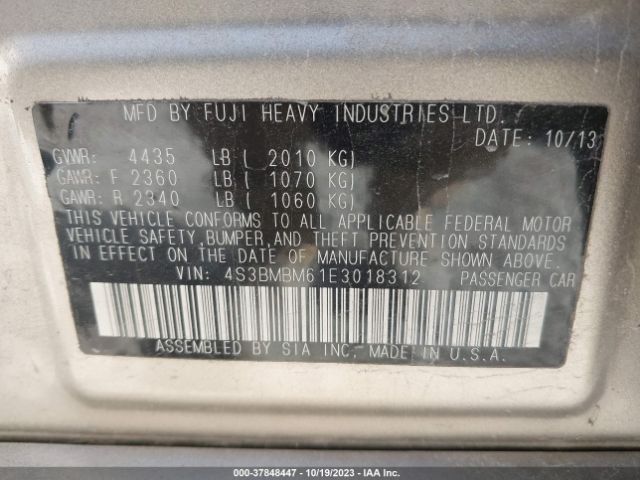 MFD BY FUJI HEAVY INDUSTRIES LTD.
DATE: 10/13
GVWR: 4435 LB ( 2010 KG)
GAWR: F 2360 LB ( 1070 KG)
GAWR: R 2340 LB ( 1060 KG)
THIS VEHICLE CONFORMS TO ALL APPLICABLE FEDERAL MOTOR
VEHICLE SAFETY,BUMPER,AND THEFT PREVENTION STANDARDS
IN EFFECT ON THE DATE OF MANUFACTURE SHOWN ABOVE.
VIN: 4S3BMBM61E3018312 PASSENGER CAR
ASSEMBLED BY SIA INC. MADE IN U.S.A.
000-37848447 - 10/19/2023 - IAA Inc.